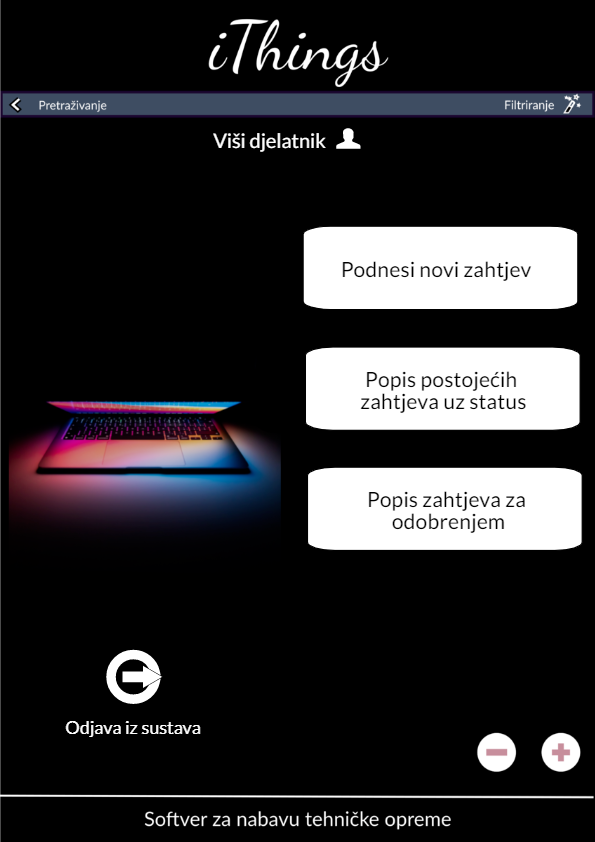 iThings
Pretraživanje
Filtriranje
Viši djelatnik
Podnesi novi zahtjev
Popis postojećih
zahtjeva uz status
Popis zahtjeva za
odobrenjem
Odjava iz sustava
Softver za nabavu tehničke opreme